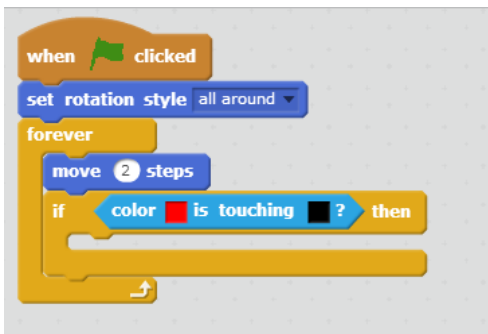 when clicked
set rotation style all around
forever
move 2 steps
if color is touching ? then